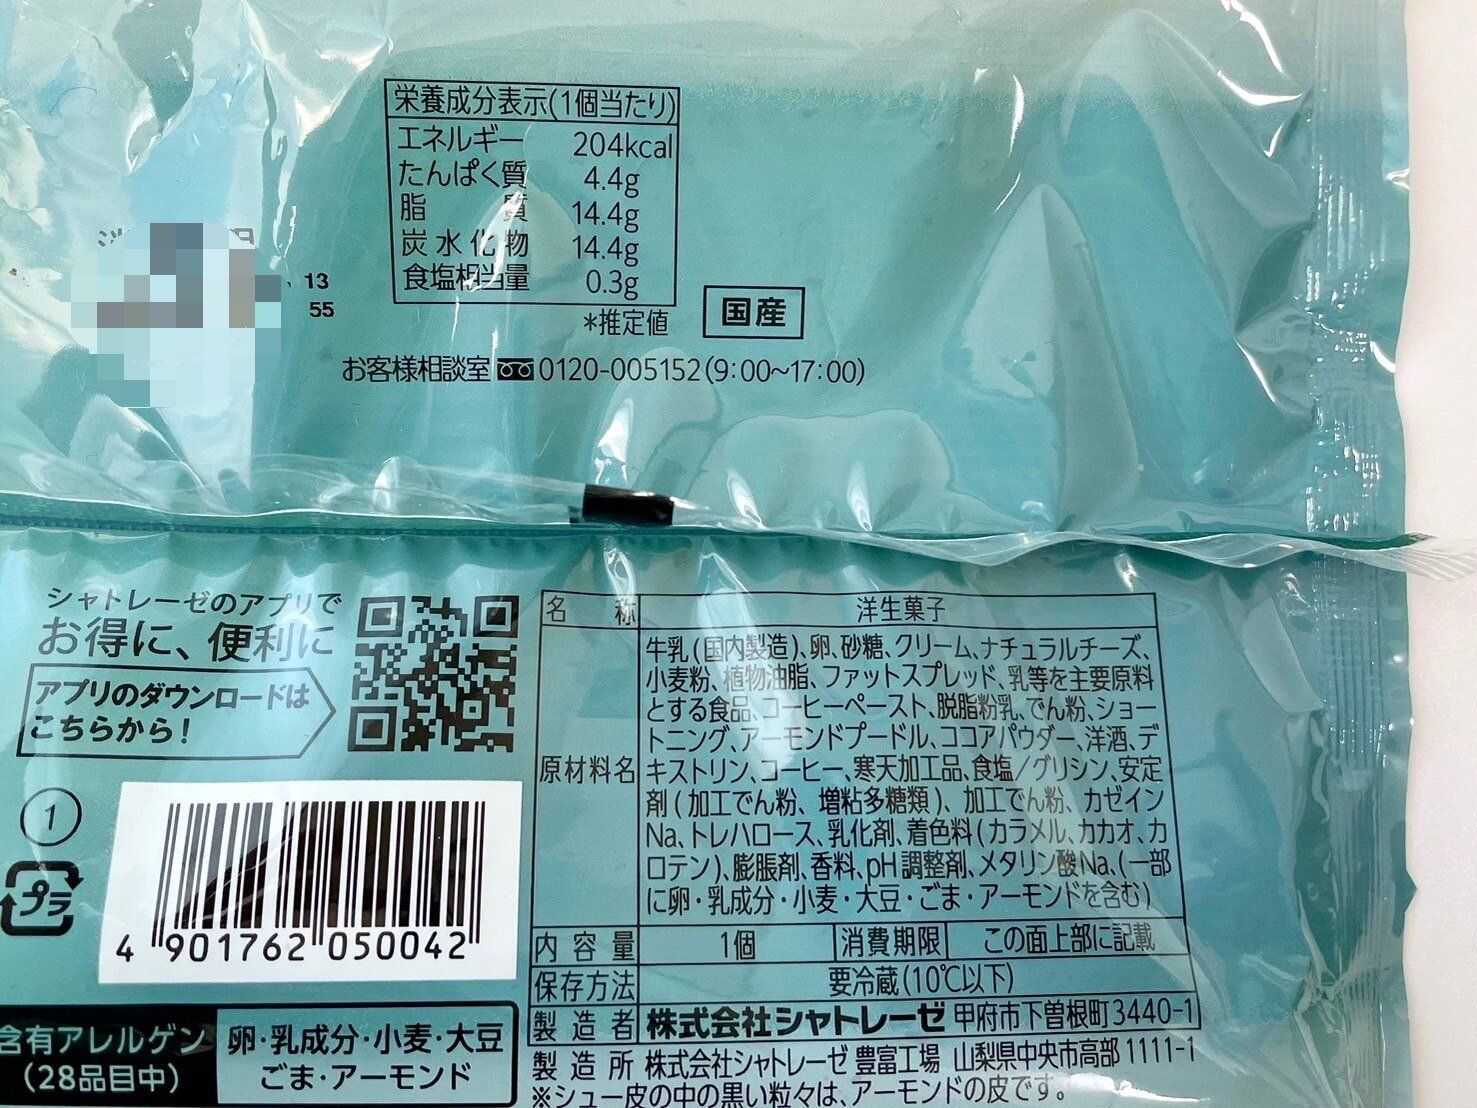 栄養成分表示(1個当たり)
エネルギー 204kcal
たんぱく質 4.4g
脂質 14.4g
炭水化物 14.4g
食塩相当量 0.3g
*推定値
国産
13
55
お客様相談室 0120-005152(9:00~17:00)
シャトレーゼのアプリで
お得に、便利に
アプリのダウンロードは
こちらから!
1
プラ
4 901762 050042
含有アレルゲン
(28品目中)
卵・乳成分・小麦・大豆
ごま・アーモンド
名称 洋生菓子
原材料名
牛乳(国内製造)、卵、砂糖、クリーム、ナチュラルチーズ、
小麦粉、植物油脂、ファットスプレッド、乳等を主要原料
とする食品、コーヒーペースト、脱脂粉乳、でん粉、ショー
トニング、アーモンドプードル、ココアパウダー、洋酒、デ
キストリン、コーヒー、寒天加工品、食塩/グリシン、安定
剤(加工でん粉、増粘多糖類)、加工でん粉、カゼイン
Na、トレハロース、乳化剤、着色料(カラメル、カカオ、カ
ロテン)、膨脹剤、香料、pH調整剤、メタリン酸Na、(一部
に卵・乳成分・小麦・大豆・ごま・アーモンドを含む)
内容量 1個 消費期限 この面上部に記載
保存方法 要冷蔵(10℃以下)
製造者 株式会社シャトレーゼ 甲府市下曽根町3440-1
製造所 株式会社シャトレーゼ 豊富工場 山梨県中央市高部1111-1
※シュー皮の中の黒い粒々は、アーモンドの皮です。